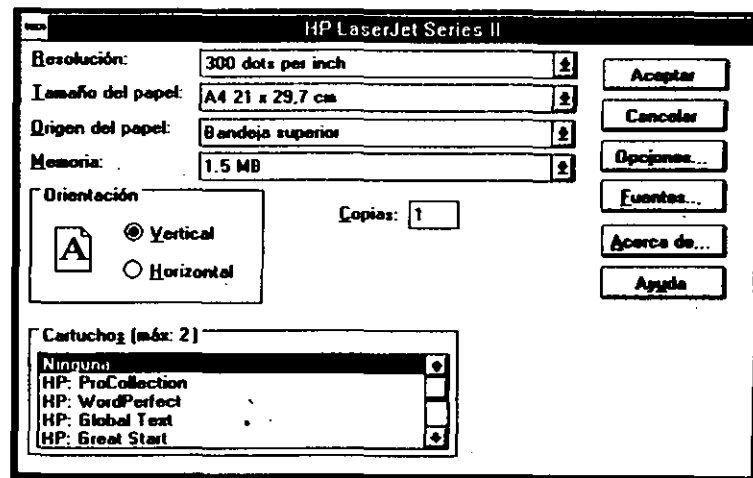 HP LaserJet Series II
Resolución: 300 dots per inch
Tamaño del papel: A4 21 x 29,7 cm
Origen del papel: Bandeja superior
Memoria: 1.5 MB
Aceptar
Cancelar
Opciones...
Fuentes...
Acerca de...
Ayuda
Orientación
A
Vertical
Horizontal
Copias: 1
Cartuchos (máx: 2)
Ninguna
HP: ProCollection
HP: WordPerfect
HP: Global Text
HP: Great Start